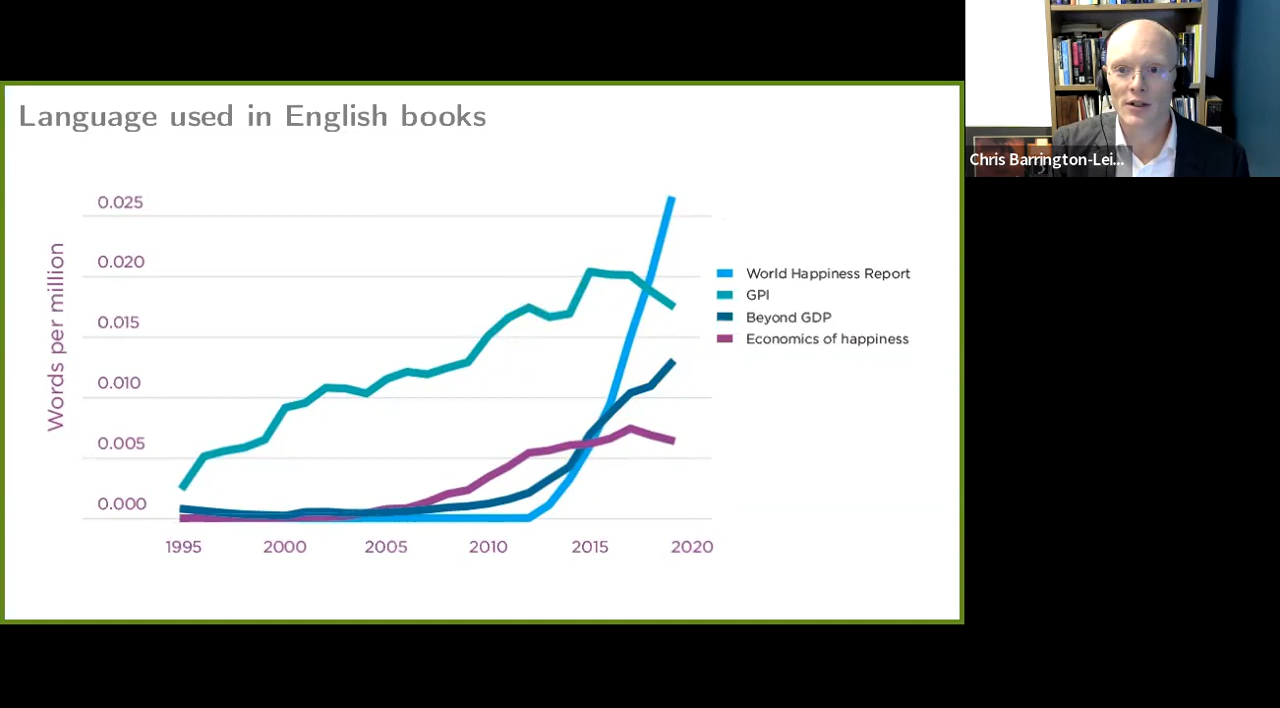 Language used in English books
Words per million
0.025
0.020
0.015
0.010
0.005
0.000
1995 2000 2005 2010 2015 2020
World Happiness Report
GPI
Beyond GDP
Economics of happiness
Chris Barrington-Lei...